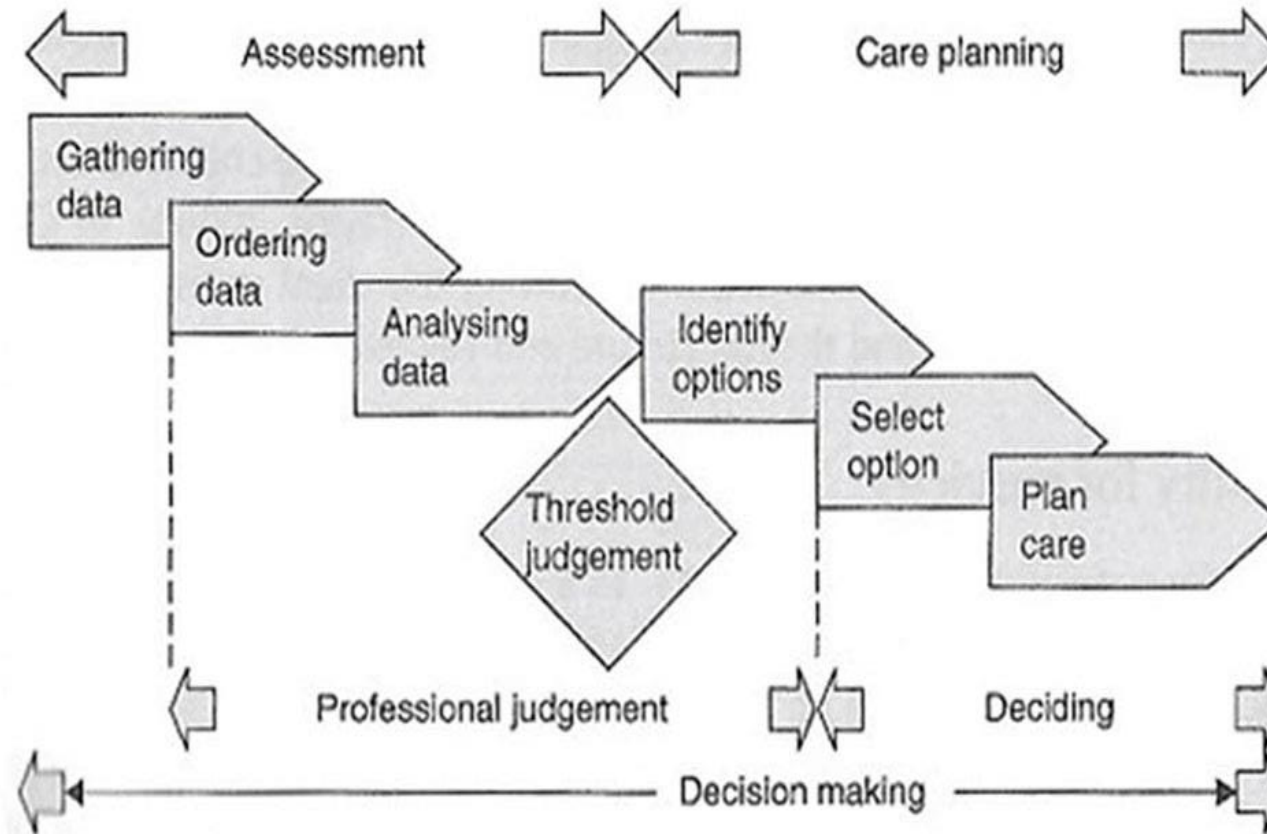 Assessment
Care planning
Gathering
data
Ordering
data
Analysing
data
Identify
options
Select
option
Plan
care
Threshold
judgement
Professional judgement
Deciding
Decision making